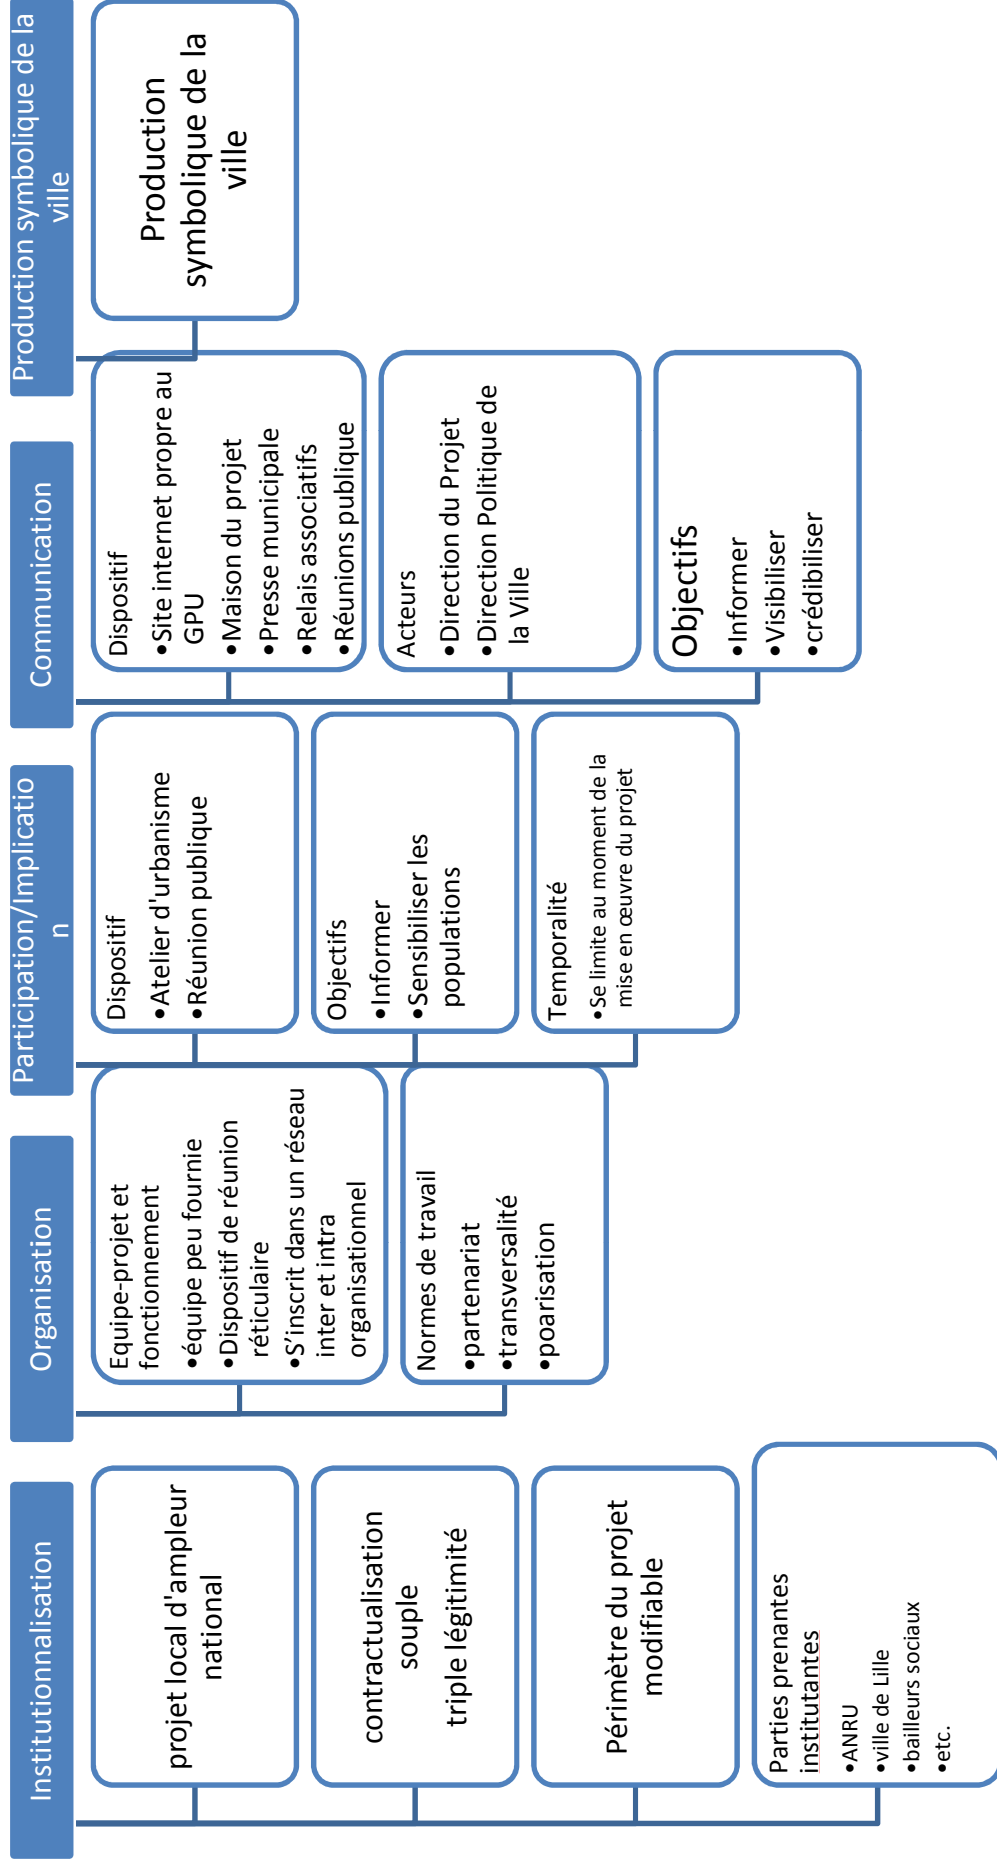 Institutionnalisation
projet local d'ampleur
national
contractualisation
souple
triple légitimité
Périmètre du projet
modifiable
Parties prenantes
institutantes
•ANRU
•ville de Lille
•bailleurs sociaux
•etc.
Organisation
Equipe-projet et
fonctionnement
•équipe peu fournie
•Dispositif de réunion
réticulaire
•S’inscrit dans un réseau
inter et intra
organisationnel
Normes de travail
•partenariat
•transversalité
•poarisation
Participation/Implicatio
n
Dispositif
•Atelier d'urbanisme
•Réunion publique
Objectifs
•Informer
•Sensibiliser les
populations
Temporalité
•Se limite au moment de la
mise en œuvre du projet
Communication
Dispositif
•Site internet propre au
GPU
•Maison du projet
•Presse municipale
•Relais associatifs
•Réunions publique
Acteurs
•Direction du Projet
•Direction Politique de
la Ville
Objectifs
•Informer
•Visibiliser
•crédibiliser
Production symbolique de la
ville
Production
symbolique de la
ville